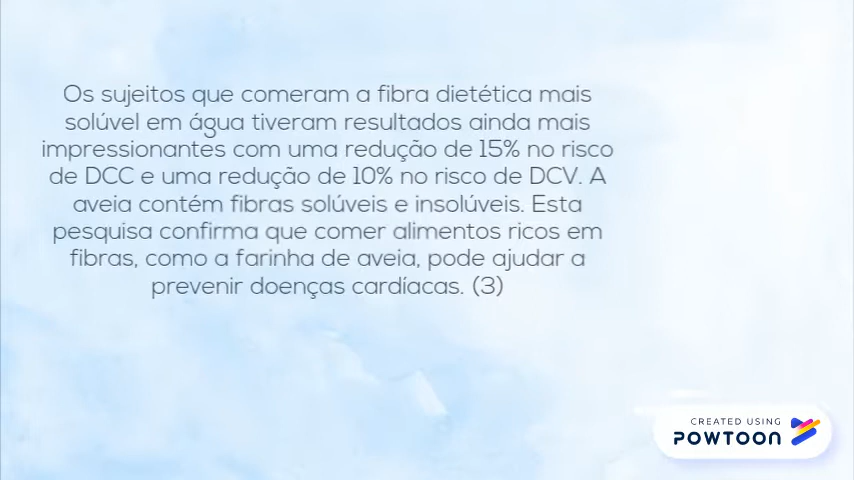 Os sujeitos que comeram a fibra dietética mais
solúvel em água tiveram resultados ainda mais
impressionantes com uma redução de 15% no risco
de DCC e uma redução de 10% no risco de DCV. A
aveia contém fibras solúveis e insolúveis. Esta
pesquisa confirma que comer alimentos ricos em
fibras, como a farinha de aveia, pode ajudar a
prevenir doenças cardíacas. (3)
CREATED USING
POWTOON